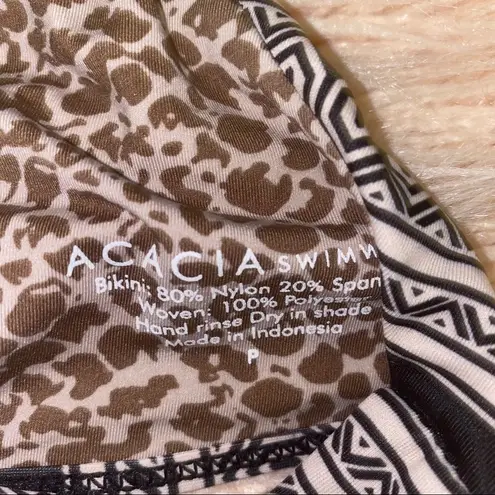 ACACIA SWIMW
Bikini: 80% Nylon 20% Span
Woven: 100% Polyester
Hand rinse Dry in shade
Made in Indonesia
P